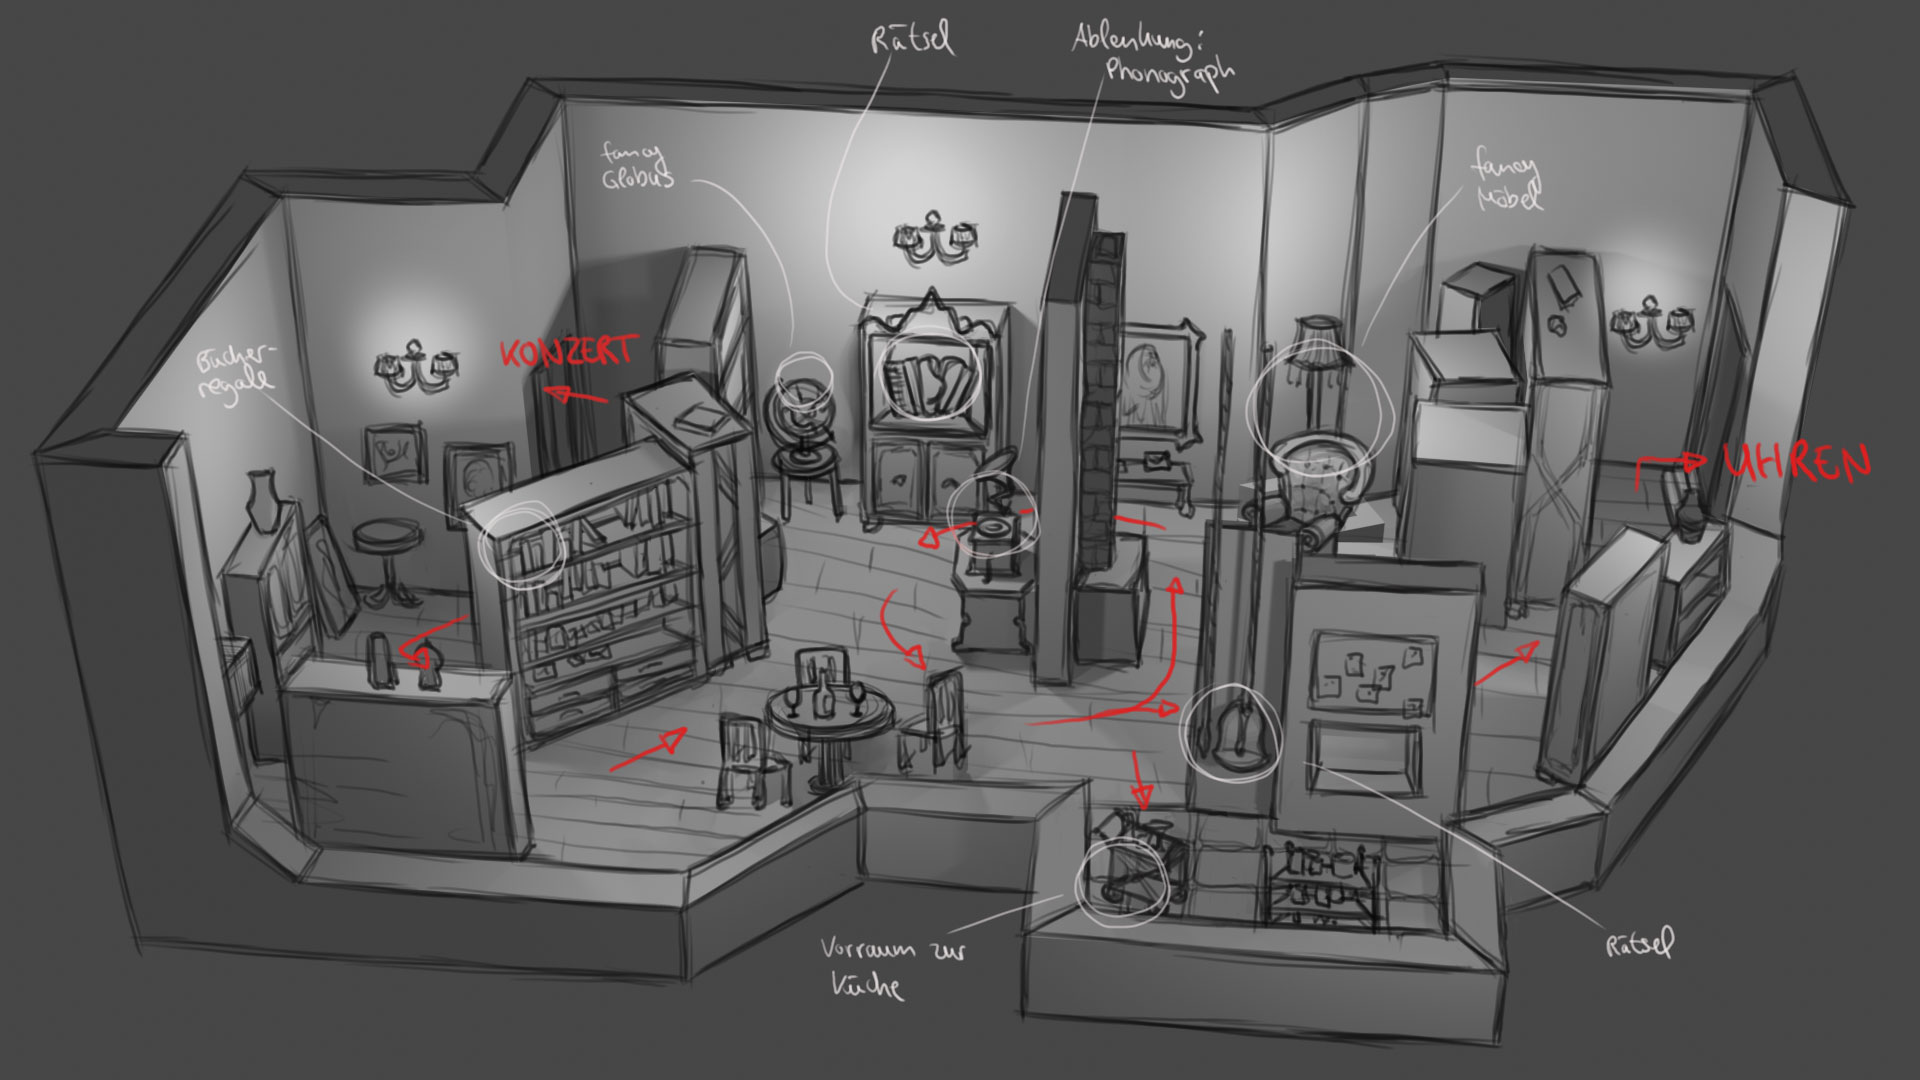 Rätsel
Ablenkung:
Phonograph
fancy
Globus
fancy
Möbel
Bücher-
regale
KONZERT
UHREN
Vorraum zur
Küche
Rätsel